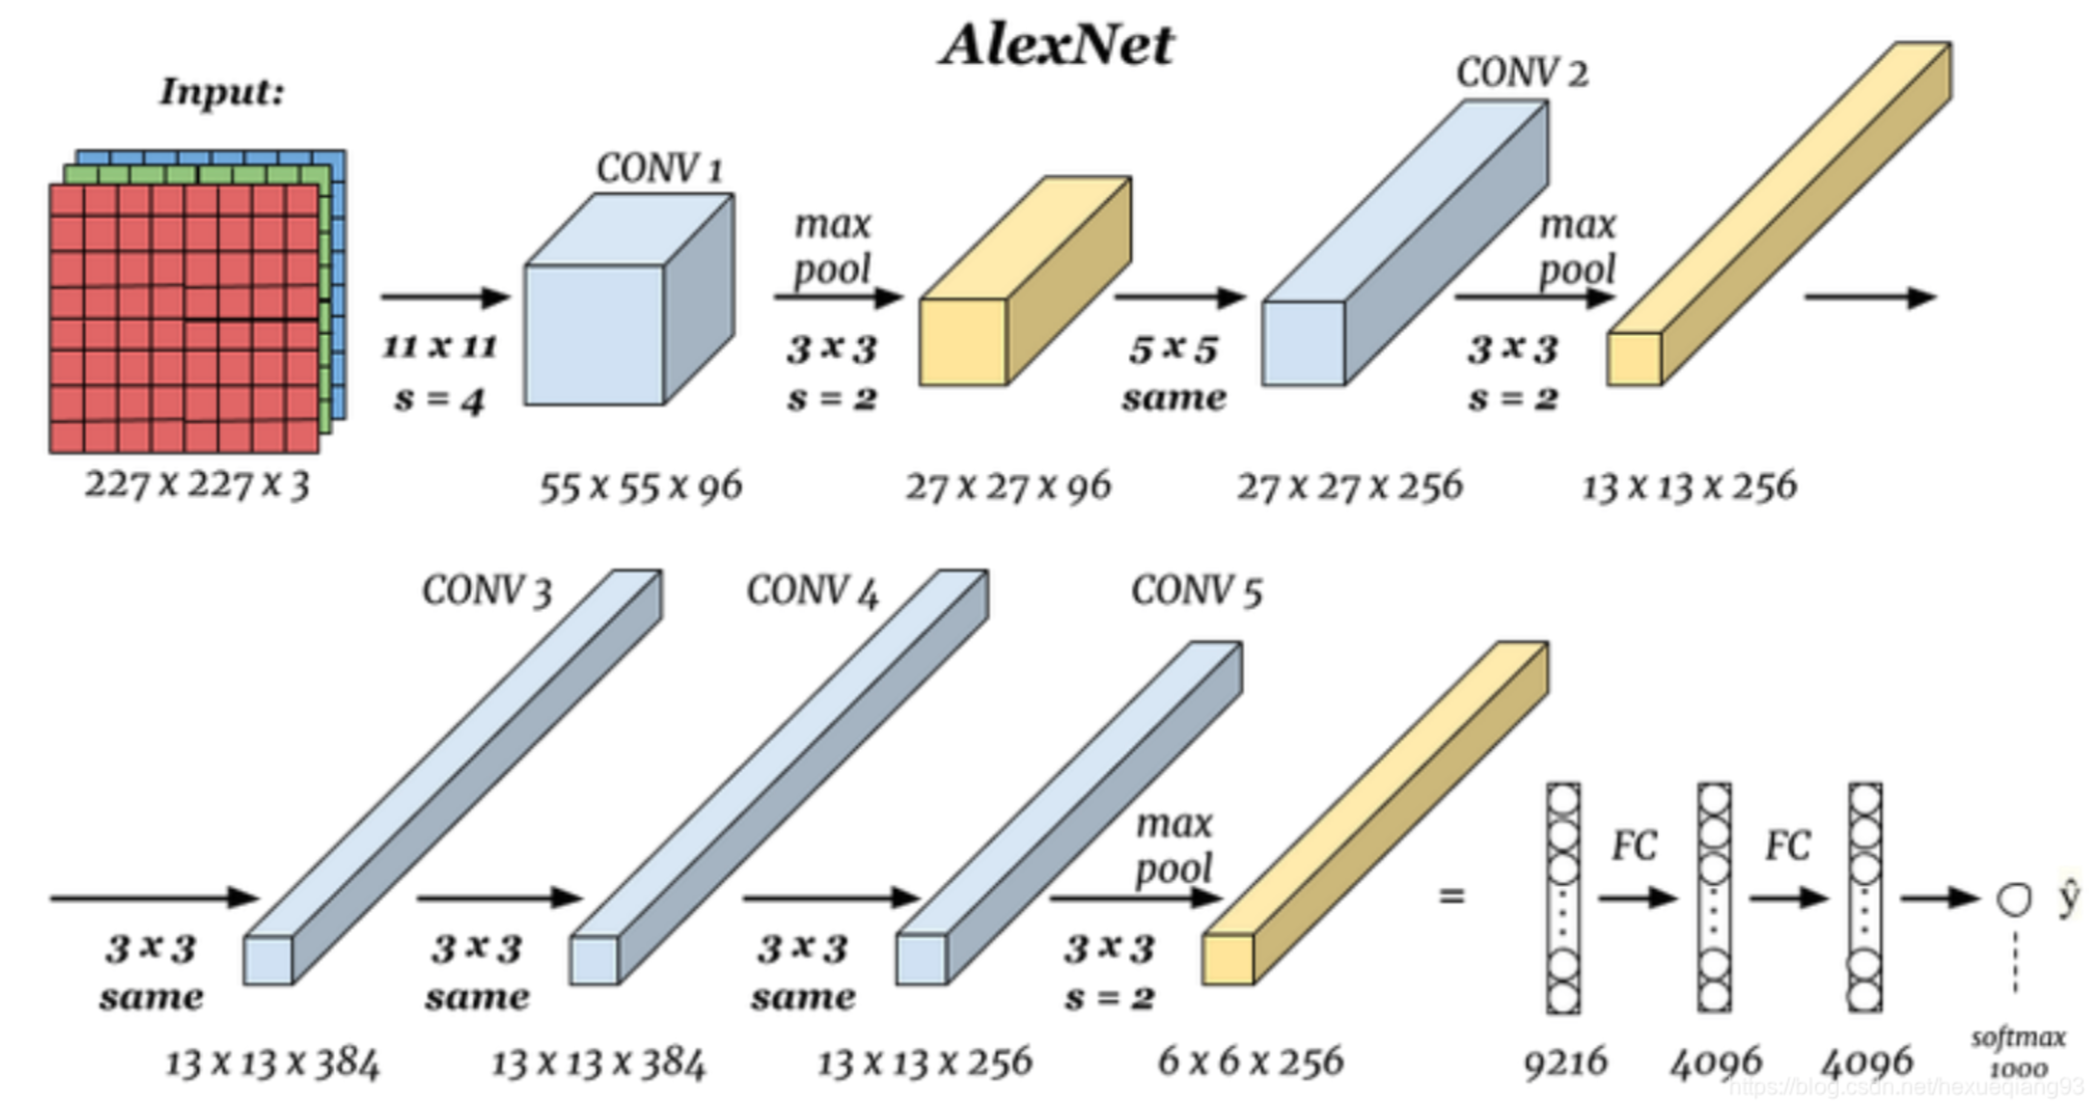 AlexNet
Input:
CONV 1
CONV 2
max
pool
max
pool
11 x 11
s = 4
3 x 3
s = 2
5 x 5
same
3 x 3
s = 2
227 x 227 x 3
55 x 55 x 96
27 x 27 x 96
27 x 27 x 256
13 x 13 x 256
CONV 3
CONV 4
CONV 5
max
pool
FC
FC
=
ŷ
3 x 3
same
3 x 3
same
3 x 3
same
3 x 3
s = 2
13 x 13 x 384
13 x 13 x 384
13 x 13 x 256
6 x 6 x 256
9216
4096
4096
softmax
1000
https://blog.csdn.net/hexueqiang93